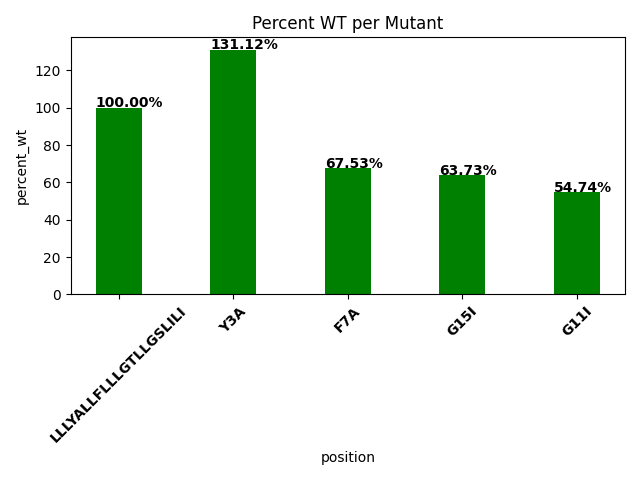 Percent WT per Mutant
percent_wt
120
100
80
60
40
20
0
100.00%
131.12%
67.53%
63.73%
54.74%
LLLYALLFLLLGTLLGSLILI
Y3A
F7A
G15I
G11I
position